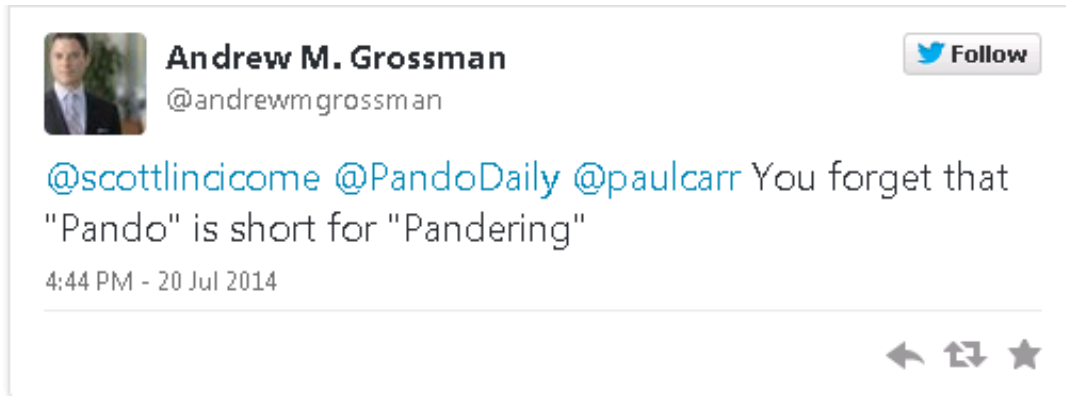 Andrew M. Grossman
Follow
@andrewmgrossman
@scottlincicome @PandoDaily @paulcarr You forget that
"Pando" is short for "Pandering"
4:44 PM - 20 Jul 2014